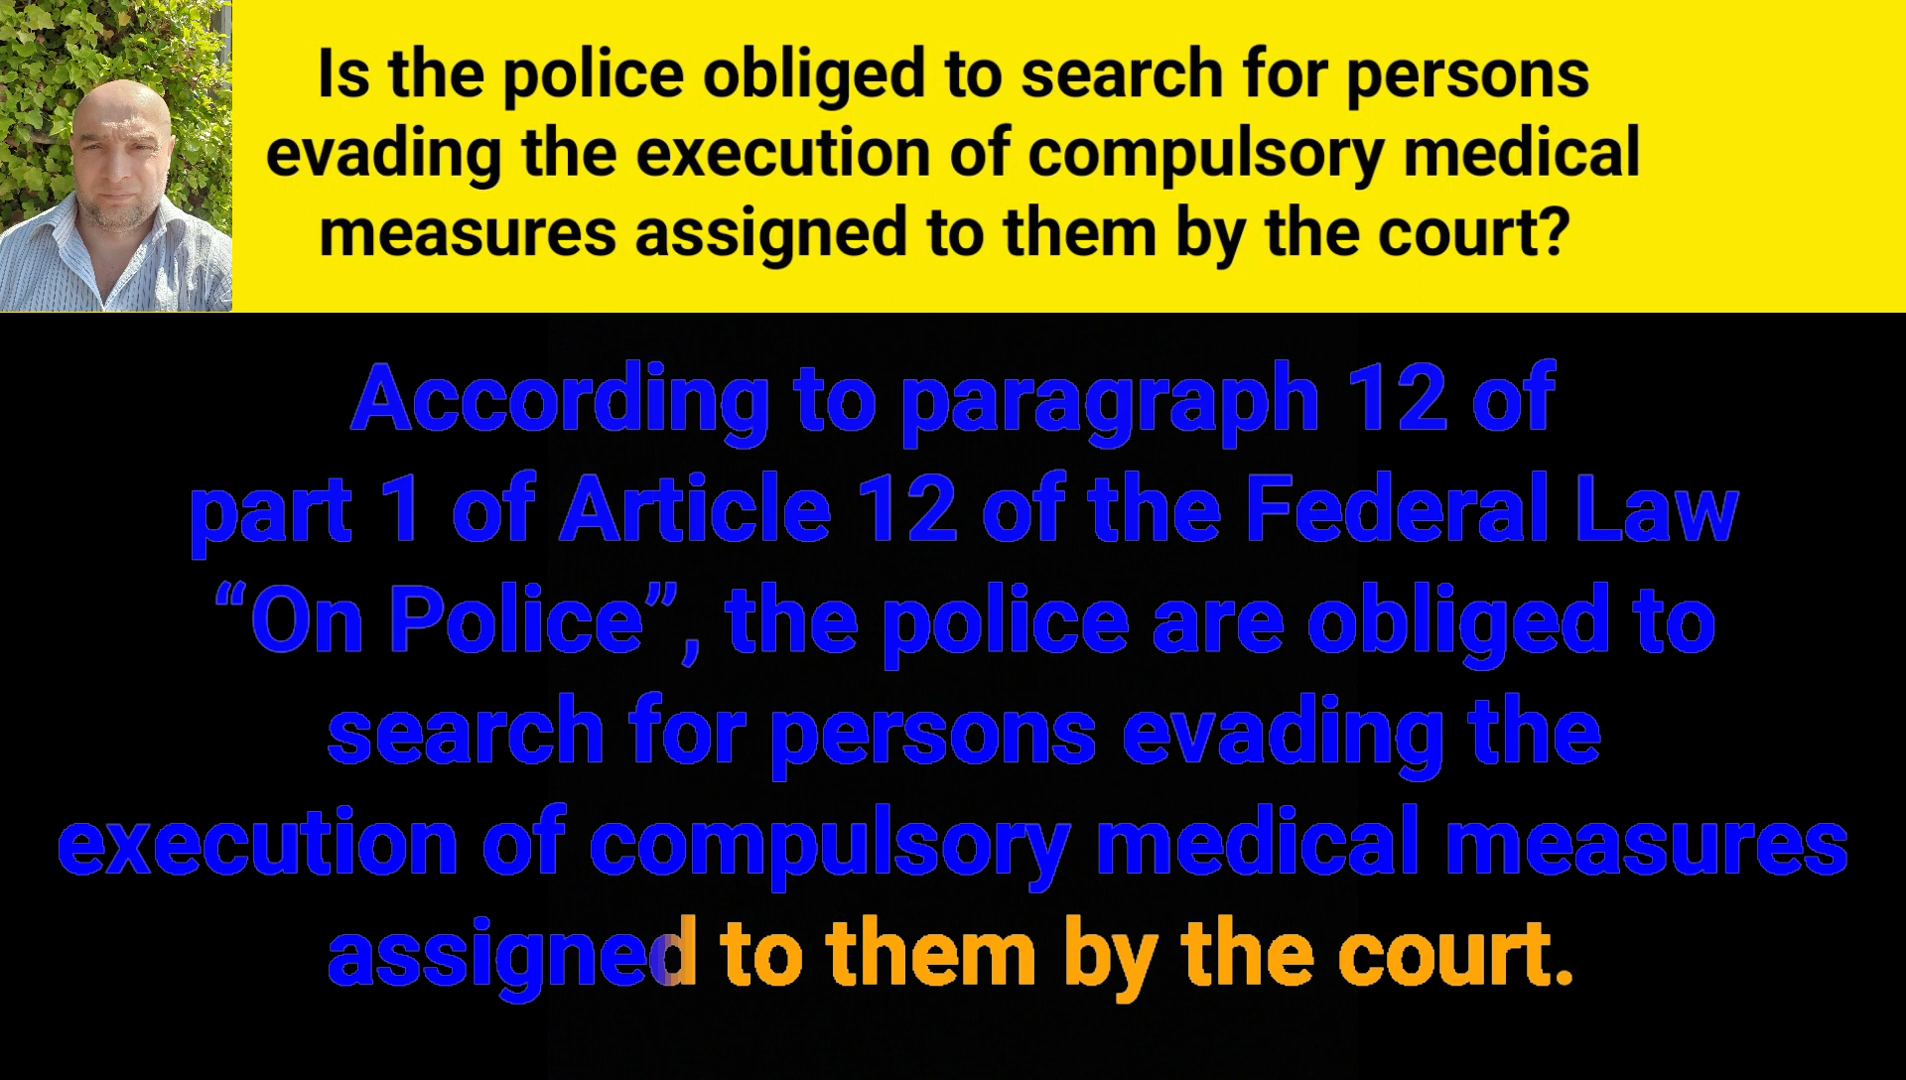 Is the police obliged to search for persons
evading the execution of compulsory medical
measures assigned to them by the court?
According to paragraph 12 of
part 1 of Article 12 of the Federal Law
“On Police”, the police are obliged to
search for persons evading the
execution of compulsory medical measures
assigned to them by the court.